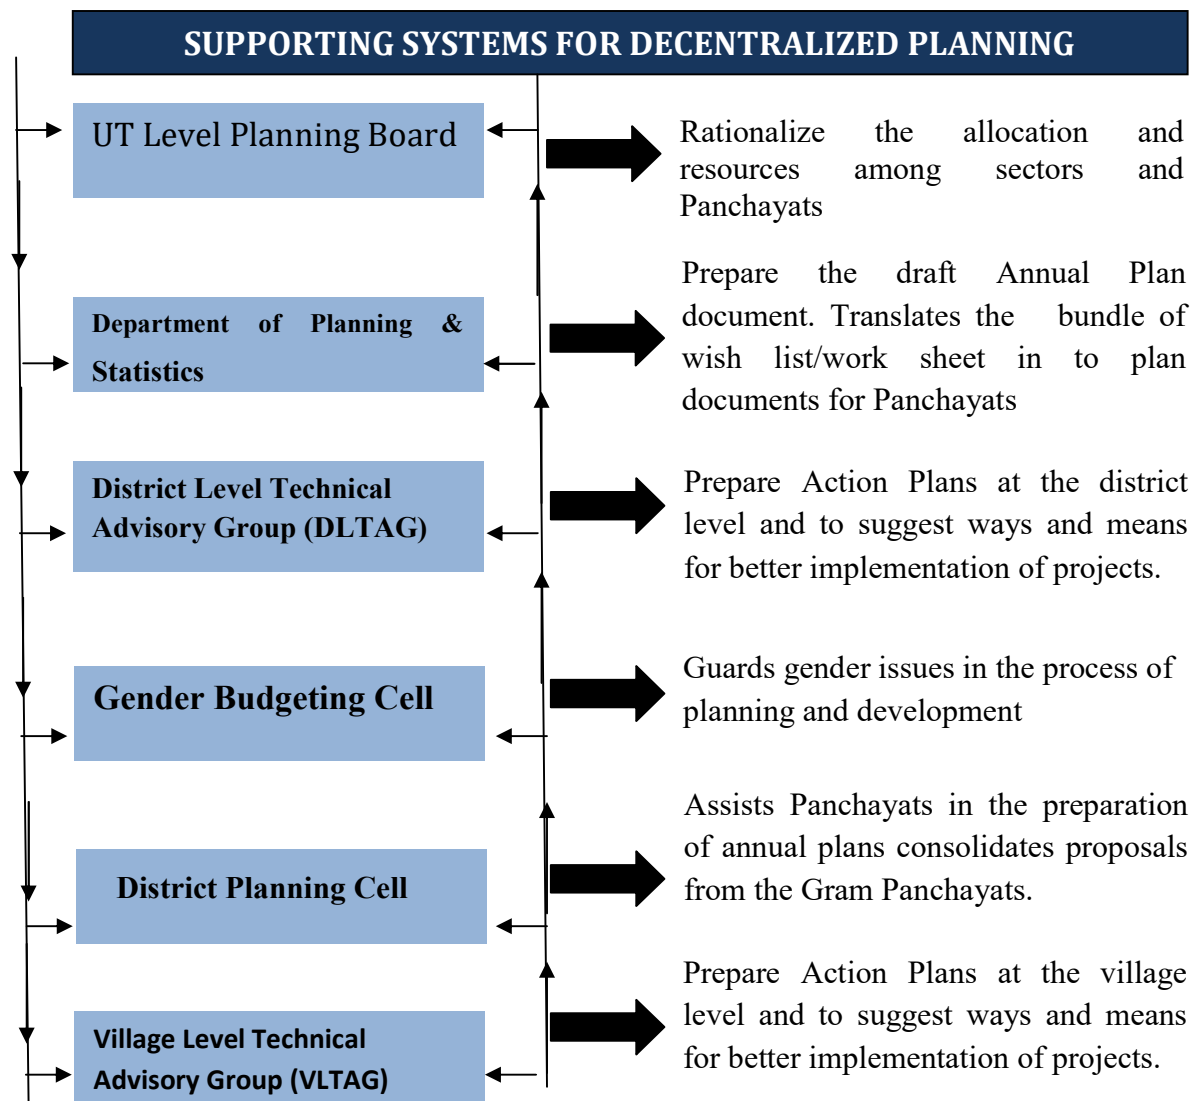 SUPPORTING SYSTEMS FOR DECENTRALIZED PLANNING
UT Level Planning Board
Rationalize the allocation and
resources among sectors and
Panchayats
Department of Planning &
Statistics
Prepare the draft Annual Plan
document. Translates the bundle of
wish list/work sheet in to plan
documents for Panchayats
District Level Technical
Advisory Group (DLTAG)
Prepare Action Plans at the district
level and to suggest ways and means
for better implementation of projects.
Gender Budgeting Cell
Guards gender issues in the process of
planning and development
District Planning Cell
Assists Panchayats in the preparation
of annual plans consolidates proposals
from the Gram Panchayats.
Village Level Technical
Advisory Group (VLTAG)
Prepare Action Plans at the village
level and to suggest ways and means
for better implementation of projects.